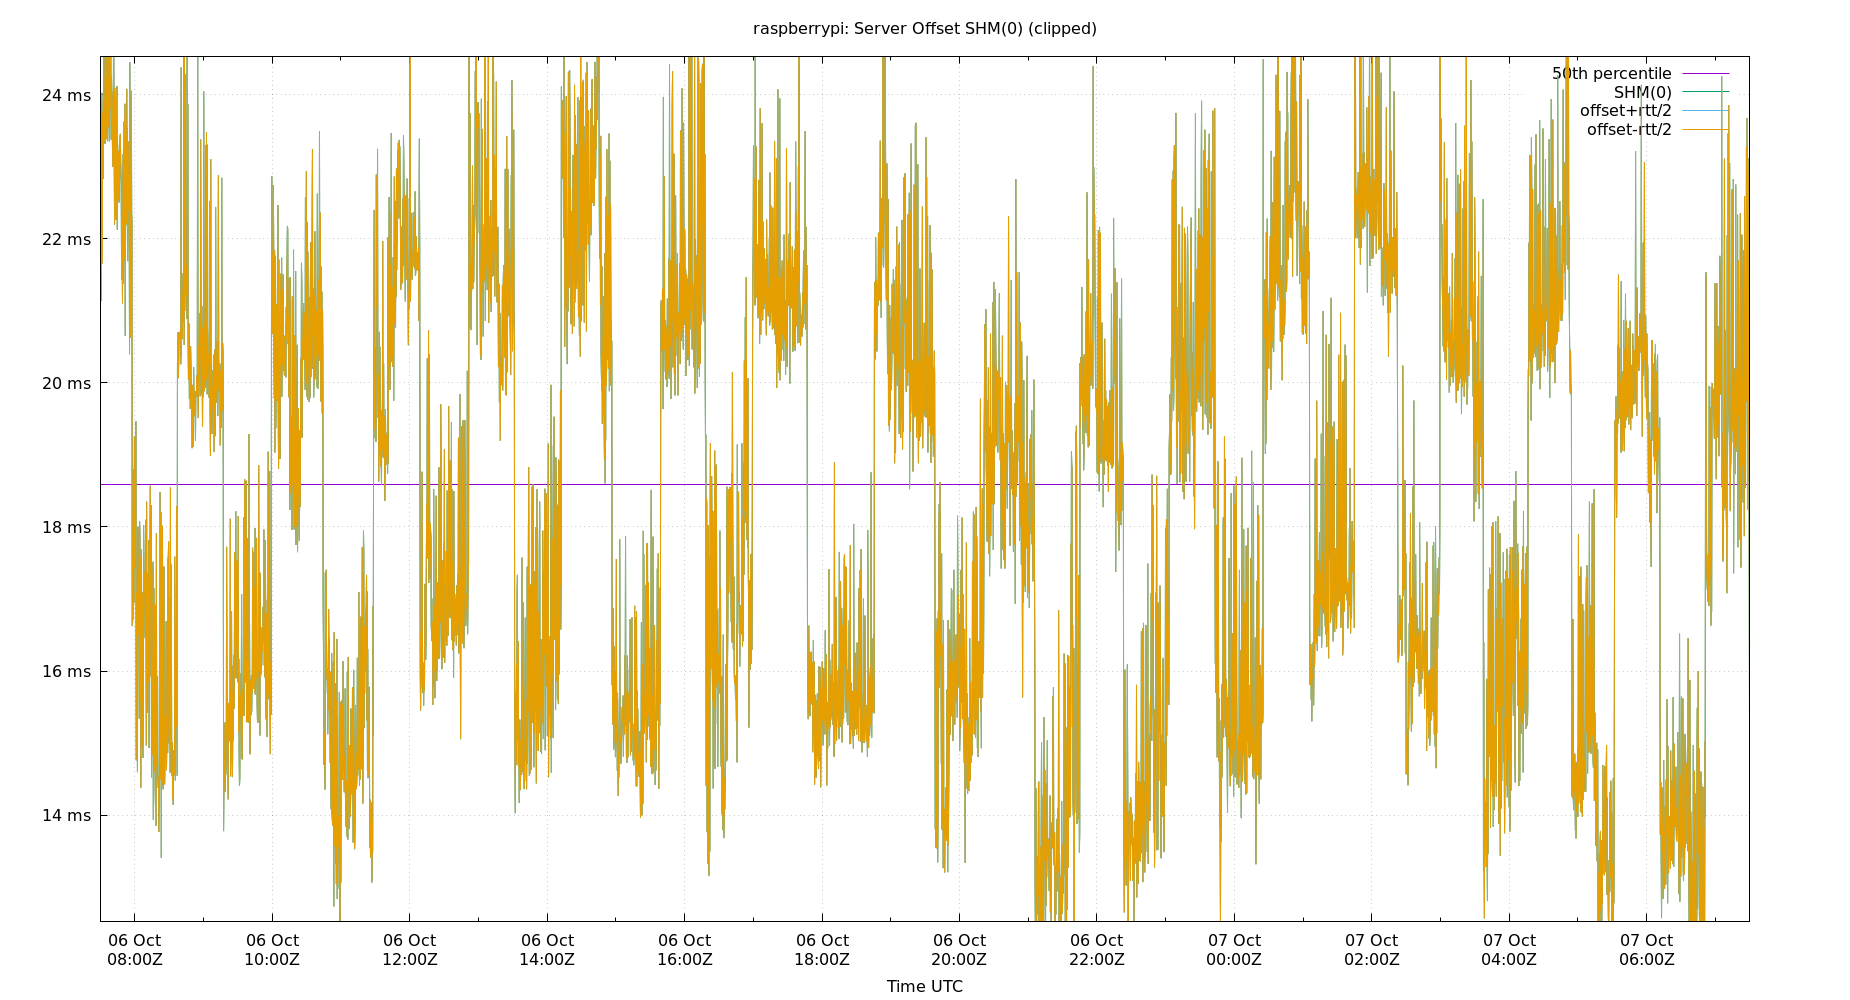 raspberrypi: Server Offset SHM(0) (clipped)
50th percentile
SHM(0)
offset+rtt/2
offset-rtt/2
24 ms
22 ms
20 ms
18 ms
16 ms
14 ms
06 Oct 06 Oct 06 Oct 06 Oct 06 Oct 06 Oct 06 Oct 06 Oct 07 Oct 07 Oct 07 Oct 07 Oct
08:00Z 10:00Z 12:00Z 14:00Z 16:00Z 18:00Z 20:00Z 22:00Z 00:00Z 02:00Z 04:00Z 06:00Z
Time UTC